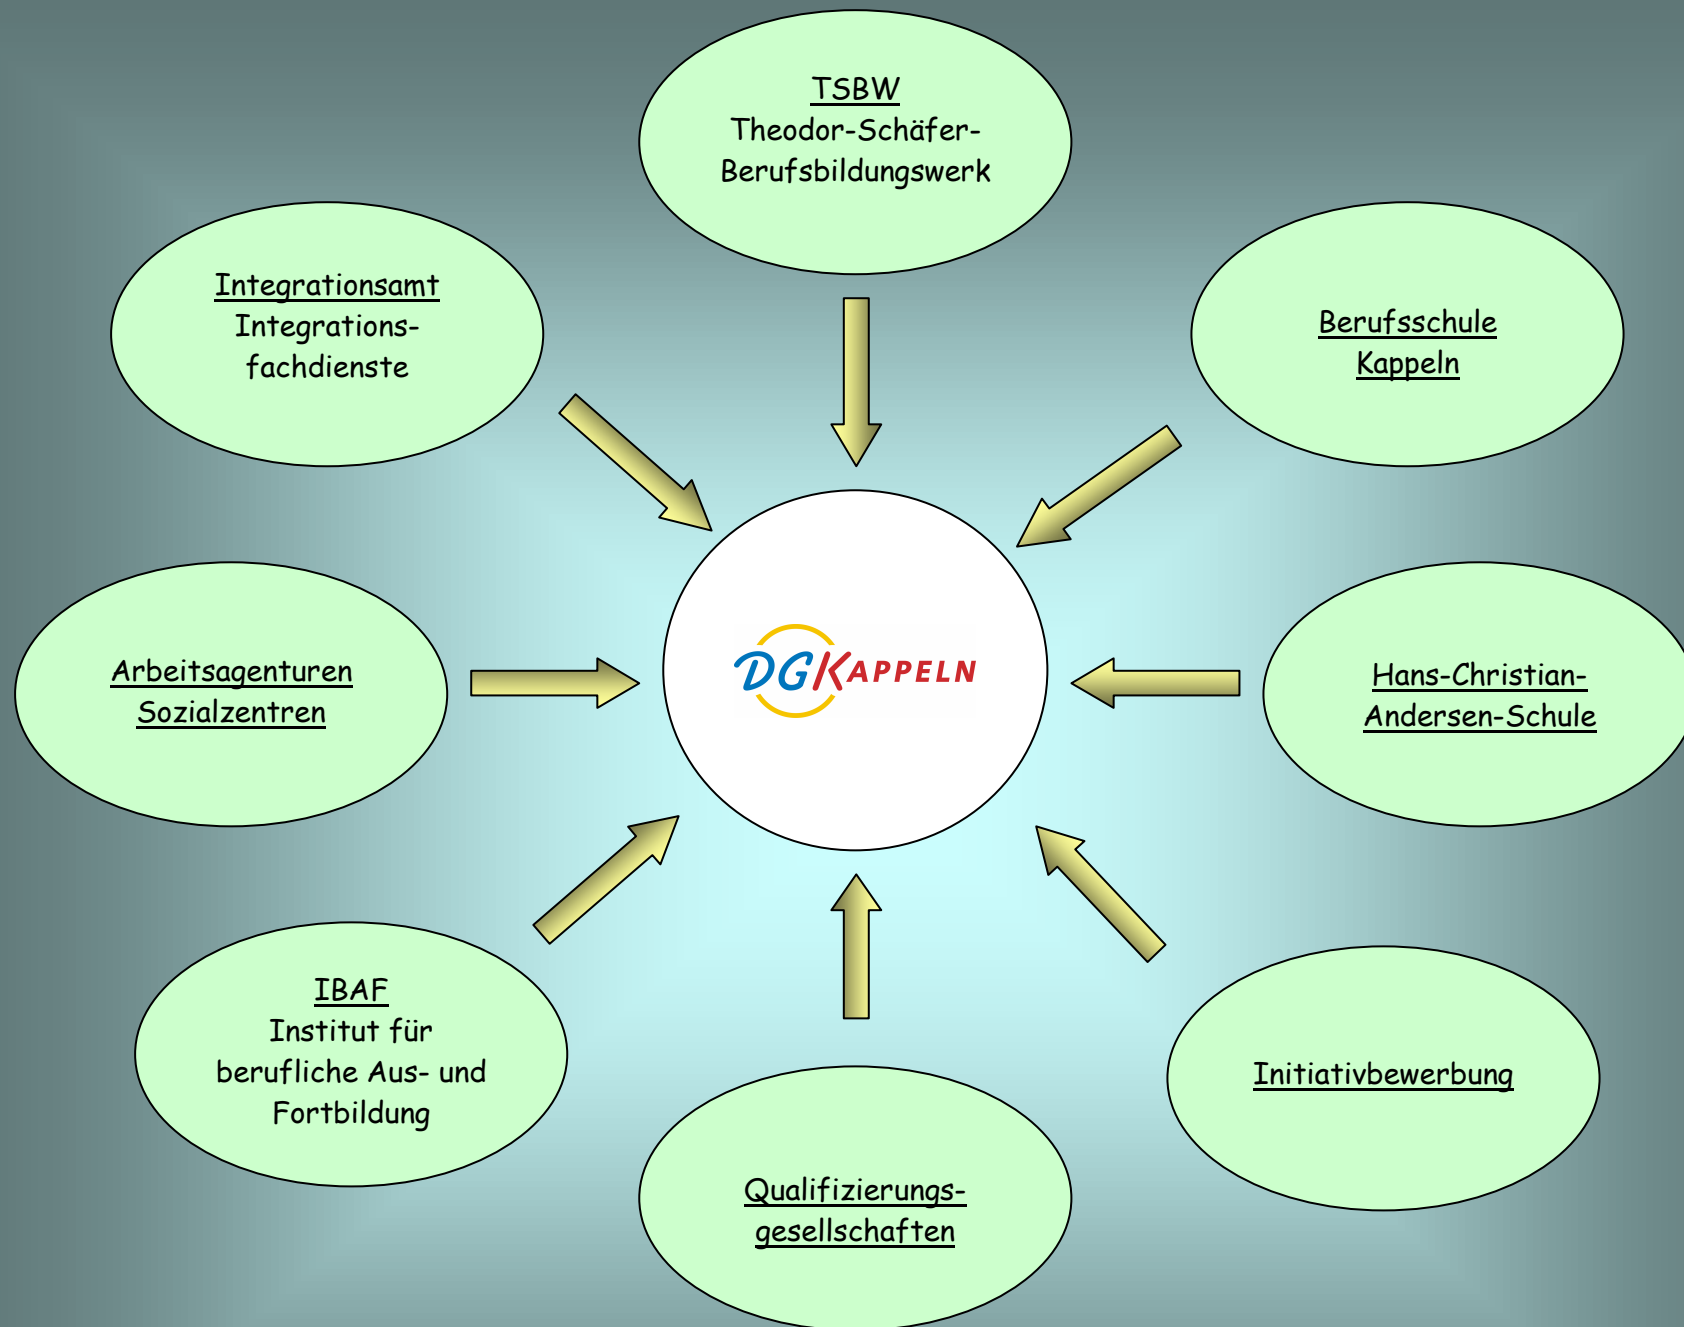 TSBW
Theodor-Schäfer-
Berufsbildungswerk
Integrationsamt
Integrations-
fachdienste
Berufsschule
Kappeln
Arbeitsagenturen
Sozialzentren
DGKAPPELN
Hans-Christian-
Andersen-Schule
IBAF
Institut für
berufliche Aus- und
Fortbildung
Initiativbewerbung
Qualifizierungs-
gesellschaften